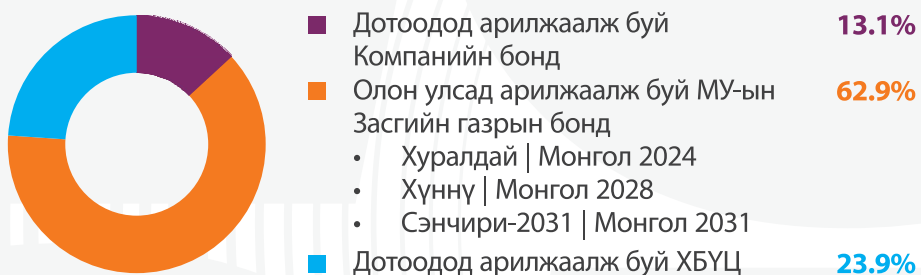 Дотоодод арилжаалж буй 13.1%
Компанийн бонд
Олон улсад арилжаалж буй МУ-ын 62.9%
Засгийн газрын бонд
• Хуралдай | Монгол 2024
• Хүннү | Монгол 2028
• Сэнчири-2031 | Монгол 2031
Дотоодод арилжаалж буй ХБҮЦ 23.9%